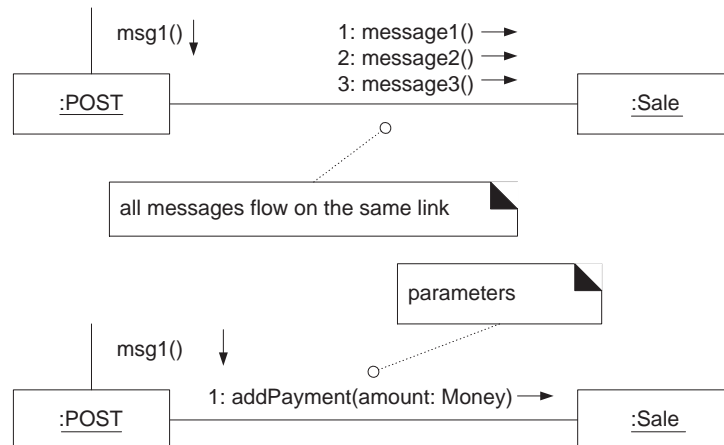 msg1()
1: message1()
2: message2()
3: message3()
:POST
:Sale
all messages flow on the same link
parameters
msg1()
1: addPayment(amount: Money)
:POST
:Sale